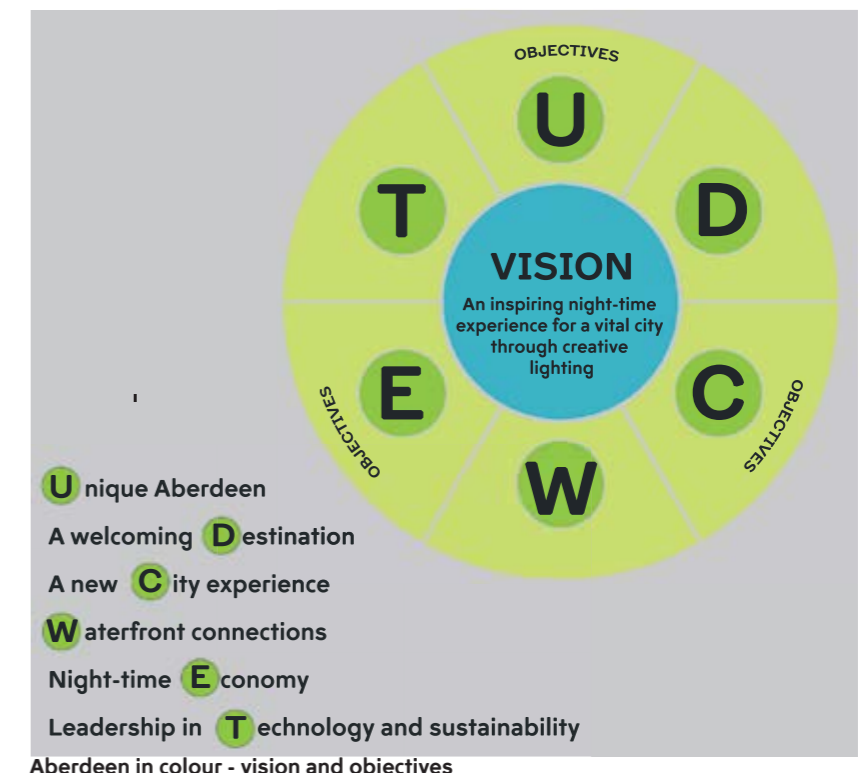 OBJECTIVES
U
T
D
VISION
An inspiring night-time
experience for a vital city
through creative
lighting
E
C
OBJECTIVES
OBJECTIVES
W
Unique Aberdeen
A welcoming Destination
A new City experience
Waterfront connections
Night-time Economy
Leadership in Technology and sustainability
Aberdeen in colour - vision and objectives